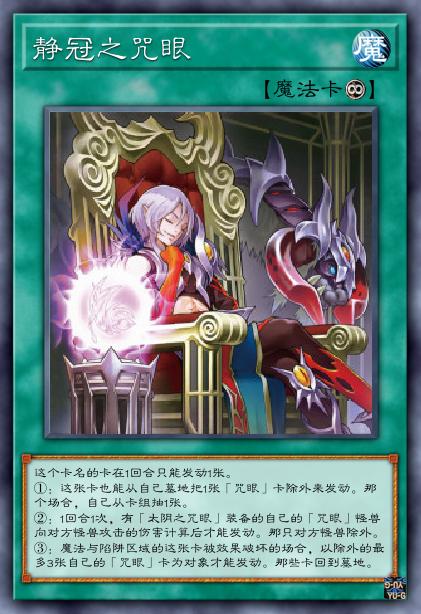 静冠之咒眼
魔
【魔法卡】
这个卡名的卡在1回合只能发动1张。
①：这张卡也能从自己墓地把1张「咒眼」卡除外来发动。那
个场合，自己从卡组抽1张。
②：1回合1次，有「太阴之咒眼」装备的自己的「咒眼」怪兽
向对方怪兽的攻击的伤害计算后才能发动。那只对方怪兽除外。
③：魔法与陷阱区域的这张卡被效果破坏的场合，以除外的最
多3张自己的「咒眼」卡为对象才能发动。那些卡回到墓地。